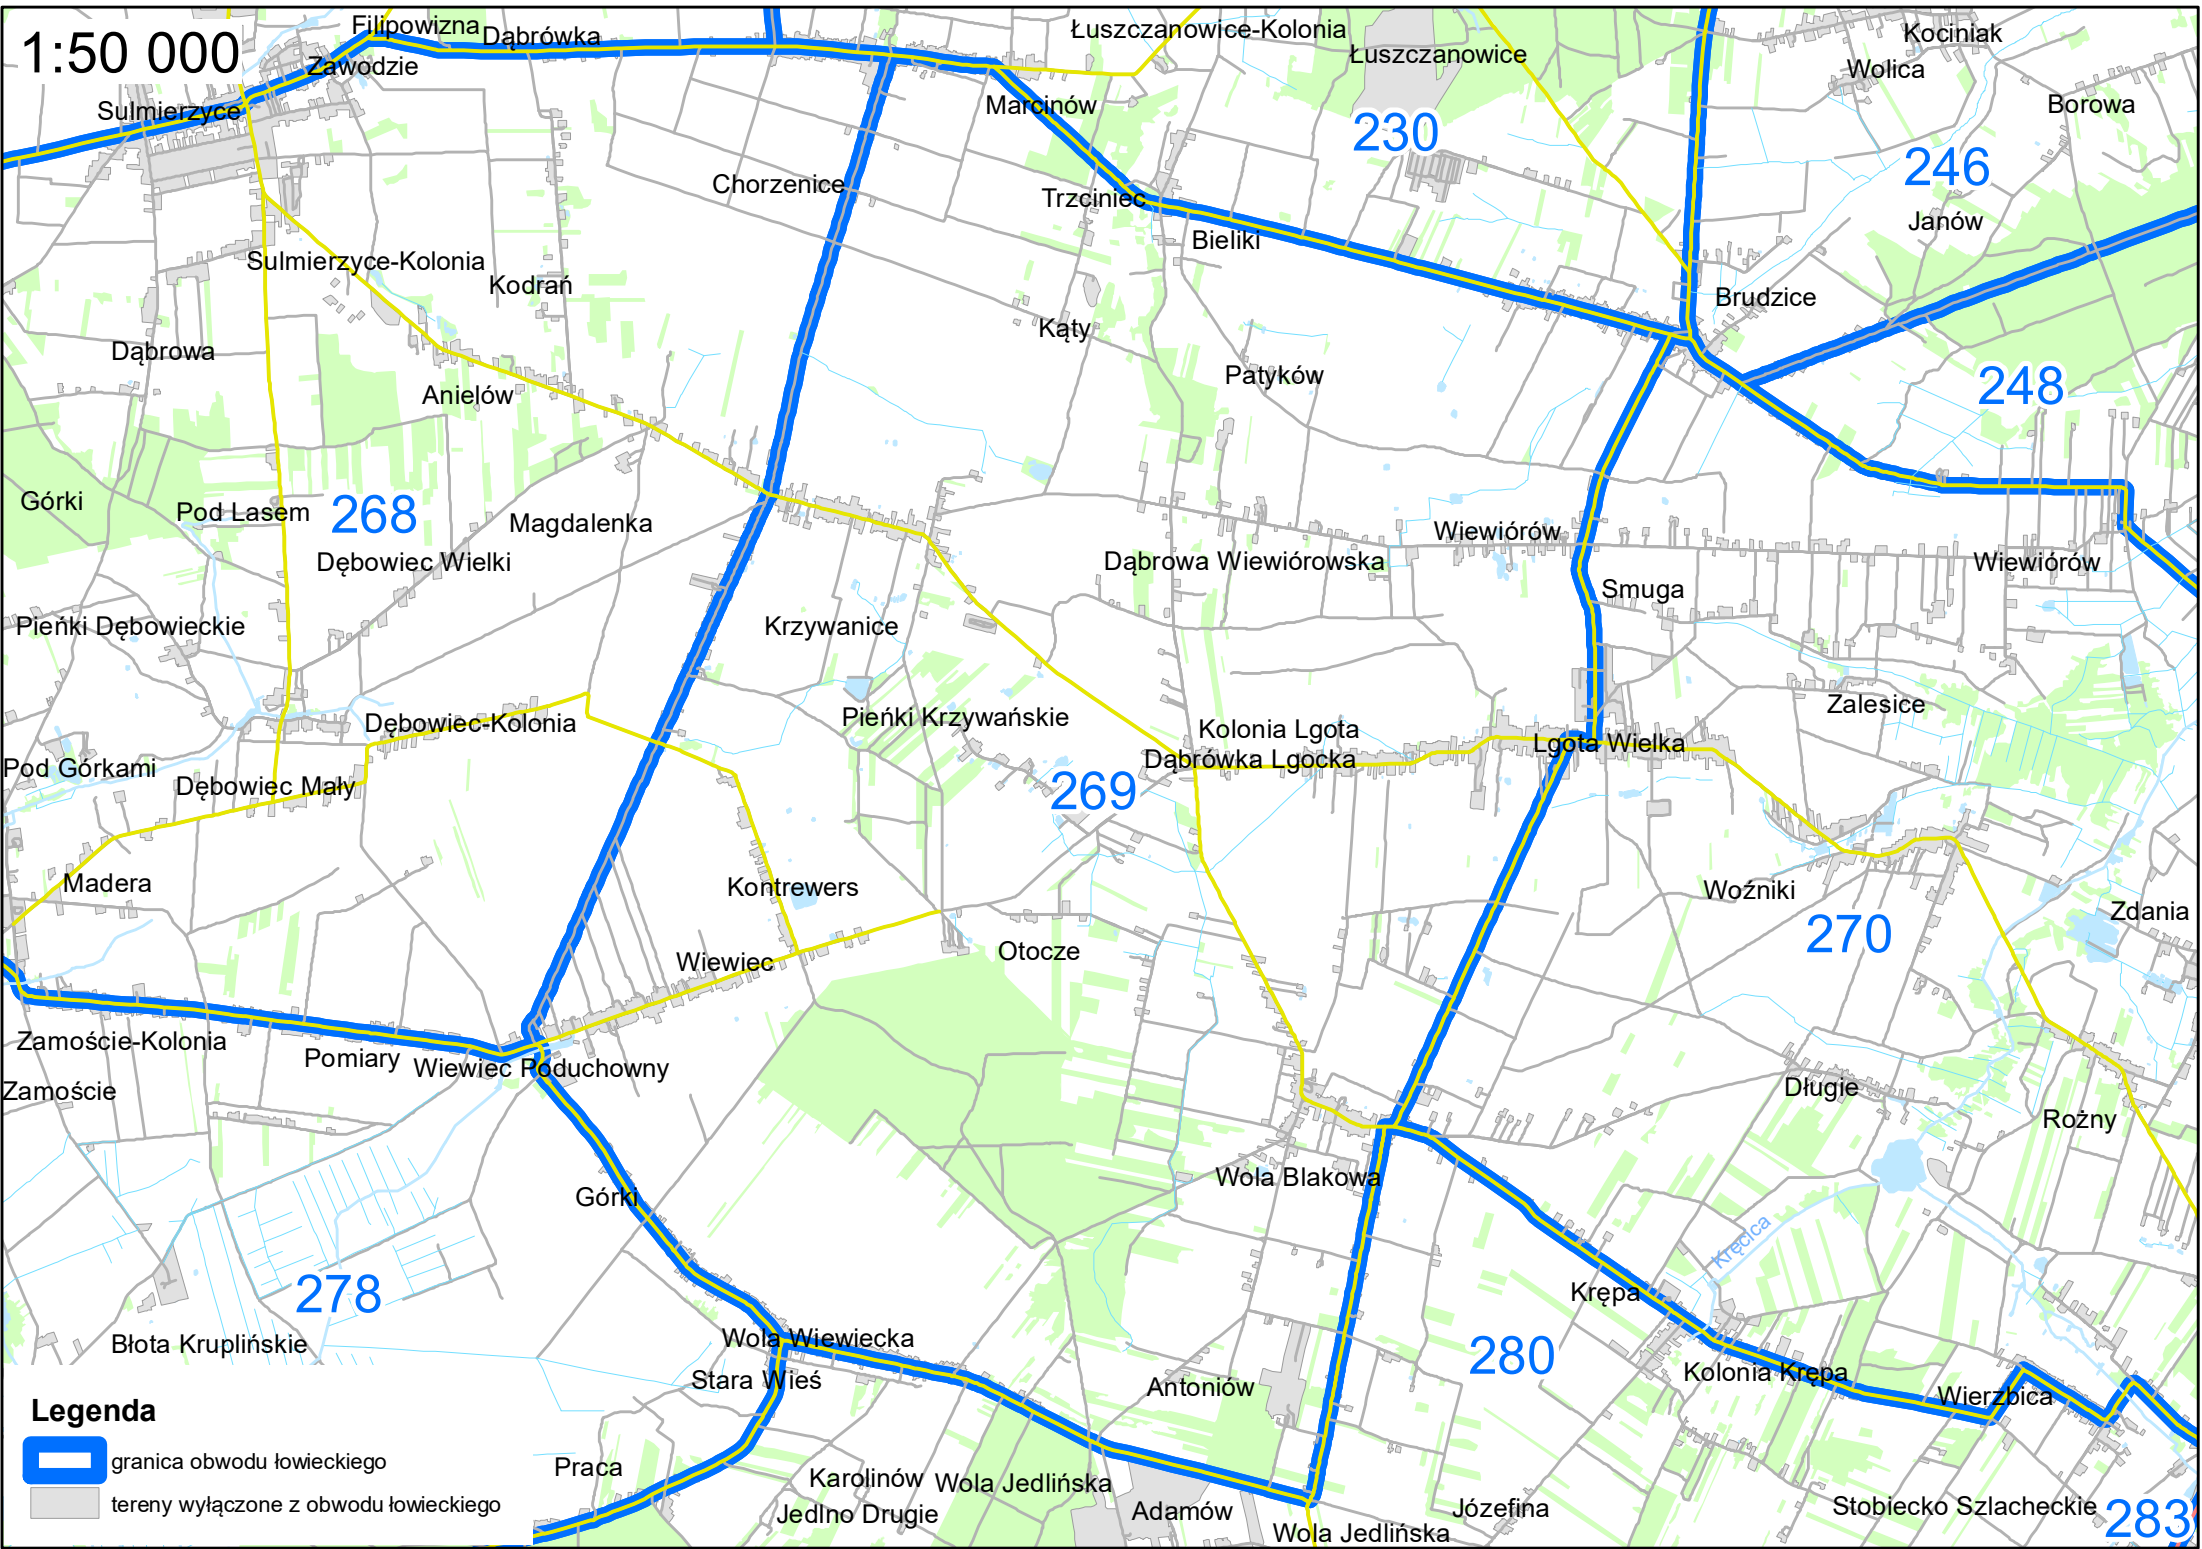 1:50 000
Filipowizna
Dąbrówka
Łuszczanowice-Kolonia
Łuszczanowice
Kociniak
Zawodzie
Wolica
Sulmierzyce
Marcinów
Borowa
230
246
Chorzenice
Trzciniec
Janów
Bieliki
Sulmierzyce-Kolonia
Kodrań
Brudzice
Kąty
Dąbrowa
Patyków
248
Anielów
Górki
Pod Lasem
268
Magdalenka
Wiewiórów
Dębowiec Wielki
Dąbrowa Wiewiórowska
Wiewiórów
Smuga
Pieńki Dębowieckie
Krzywanice
Zalesice
Dębowiec-Kolonia
Pieńki Krzywańskie
Kolonia Lgota
Lgota Wielka
Dąbrówka Lgocka
Pod Górkami
Dębowiec Mały
269
Madera
Kontrewers
Woźniki
Zdania
270
Wiewiec
Otocze
Zamoście-Kolonia
Pomiary
Wiewiec Poduchowny
Zamoście
Długie
Rożny
Wola Blakowa
Górki
Kręcica
278
Krępa
Błota Kruplińskie
Wola Wiewiecka
280
Stara Wieś
Antoniów
Kolonia Krępa
Wierzbica
Legenda
granica obwodu łowieckiego
tereny wyłączone z obwodu łowieckiego
Praca
Karolinów
Wola Jedlińska
Jedlno Drugie
Adamów
Józefina
Stobiecko Szlacheckie
283
Wola Jedlińska